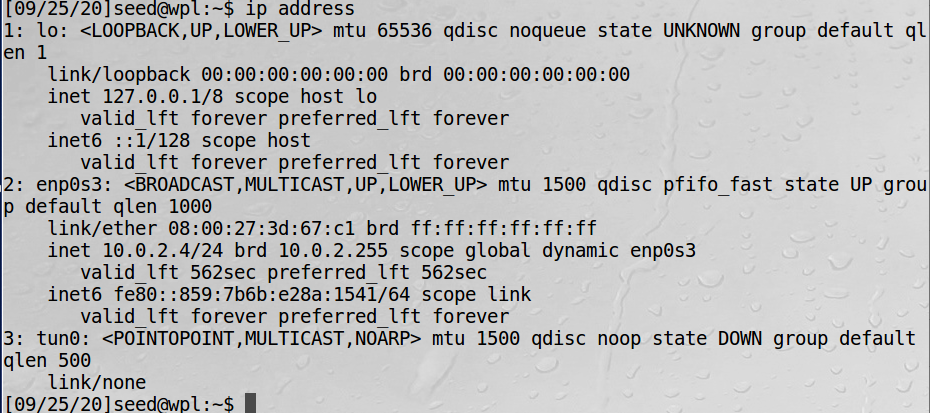 [09/25/20]seed@wpl:~$ ip address
1: lo: <LOOPBACK,UP,LOWER_UP> mtu 65536 qdisc noqueue state UNKNOWN group default ql
en 1
    link/loopback 00:00:00:00:00:00 brd 00:00:00:00:00:00
    inet 127.0.0.1/8 scope host lo
       valid_lft forever preferred_lft forever
    inet6 ::1/128 scope host
       valid_lft forever preferred_lft forever
2: enp0s3: <BROADCAST,MULTICAST,UP,LOWER_UP> mtu 1500 qdisc pfifo_fast state UP grou
p default qlen 1000
    link/ether 08:00:27:3d:67:c1 brd ff:ff:ff:ff:ff:ff
    inet 10.0.2.4/24 brd 10.0.2.255 scope global dynamic enp0s3
       valid_lft 562sec preferred_lft 562sec
    inet6 fe80::859:7b6b:e28a:1541/64 scope link
       valid_lft forever preferred_lft forever
3: tun0: <POINTOPOINT,MULTICAST,NOARP> mtu 1500 qdisc noop state DOWN group default
qlen 500
    link/none
[09/25/20]seed@wpl:~$